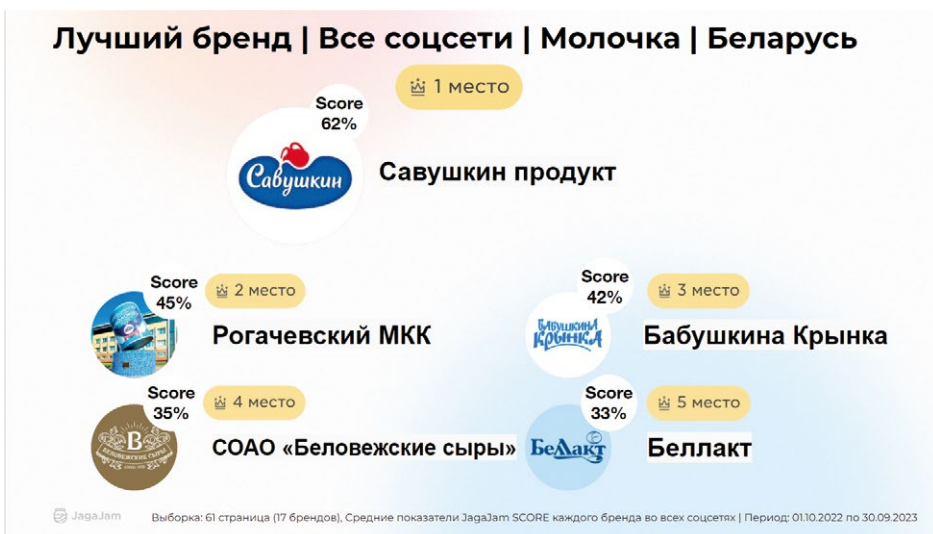 Лучший бренд | Все соцсети | Молочка | Беларусь
1 место
Score
62%
Савушкин
Савушкин продукт
Score
45%
2 место
Рогачевский МКК
Score
42%
3 место
БАБУШКИНА
КРЫНКА
Бабушкина Крынка
Score
35%
4 место
В
БЕЛОВЕЖСКИЕ СЫРЫ
СОАО «Беловежские сыры»
Score
33%
5 место
Беллакт
Беллакт
JagaJam
Выборка: 61 страница (17 брендов), Средние показатели JagaJam SCORE каждого бренда во всех соцсетях | Период: 01.10.2022 по 30.09.2023